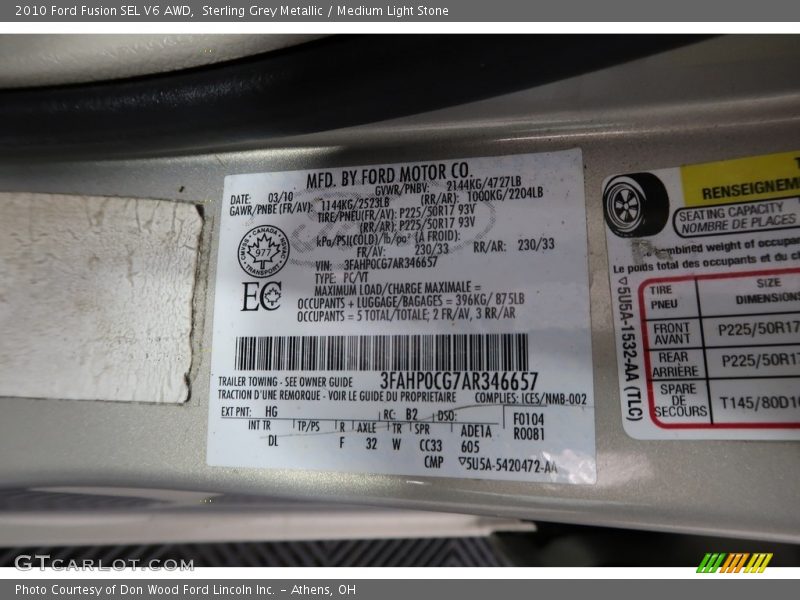 2010 Ford Fusion SEL V6 AWD, Sterling Grey Metallic / Medium Light Stone
MFD. BY FORD MOTOR CO.
DATE: 03/10 GVWR/PNBV: 2144KG/4727LB
GAWR/PNBE (FR/AV): 1144KG/2523LB (RR/AR): 1000KG/2204LB
TIRE/PNEU(FR/AV): P225/50R17 93V
(RR/AR): P225/50R17 93V
kPa/PSI(COLD)/lb/po² (À FROID):
FR/AV: 230/33 RR/AR: 230/33
VIN: 3FAHP0CG7AR346657
TYPE: PC/VT
MAXIMUM LOAD/CHARGE MAXIMALE =
OCCUPANTS + LUGGAGE/BAGAGES = 396KG/ 875LB
OCCUPANTS = 5 TOTAL/TOTALE; 2 FR/AV, 3 RR/AR
CANADA
977
TRANSPORT
EC
3FAHP0CG7AR346657
TRAILER TOWING - SEE OWNER GUIDE
TRACTION D'UNE REMORQUE - VOIR LE GUIDE DU PROPRIETAIRE COMPLIES: ICES/NMB-002
EXT PNT: HG RC: B2 DSO: F0104
INT TR TP/PS R AXLE TR SPR ADE1A R0081
DL F 32 W CC33 605
CMP ▽5U5A-5420472-AA
RENSEIGNEM
SEATING CAPACITY
NOMBRE DE PLACES
combined weight of occupa
Le poids total des occupants et du cha
▽5U5A-1532-AA (TLC)
TIRE
PNEU
SIZE
DIMENSIONS
FRONT
AVANT
P225/50R17
REAR
ARRIÈRE
P225/50R17
SPARE
DE
SECOURS
T145/80D16
GTCARLOT.COM
Photo Courtesy of Don Wood Ford Lincoln Inc. – Athens, OH